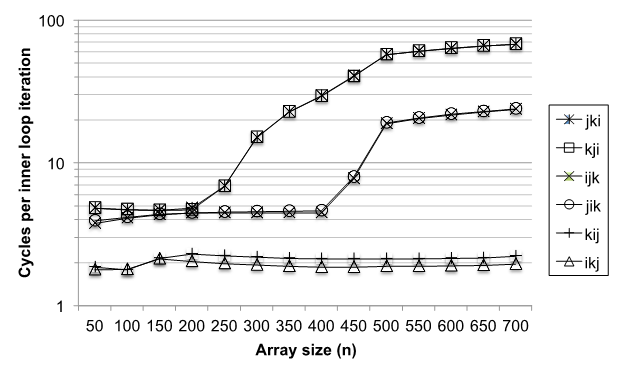 100
10
1
Cycles per inner loop iteration
50 100 150 200 250 300 350 400 450 500 550 600 650 700
Array size (n)
jki
kji
ijk
jik
kij
ikj